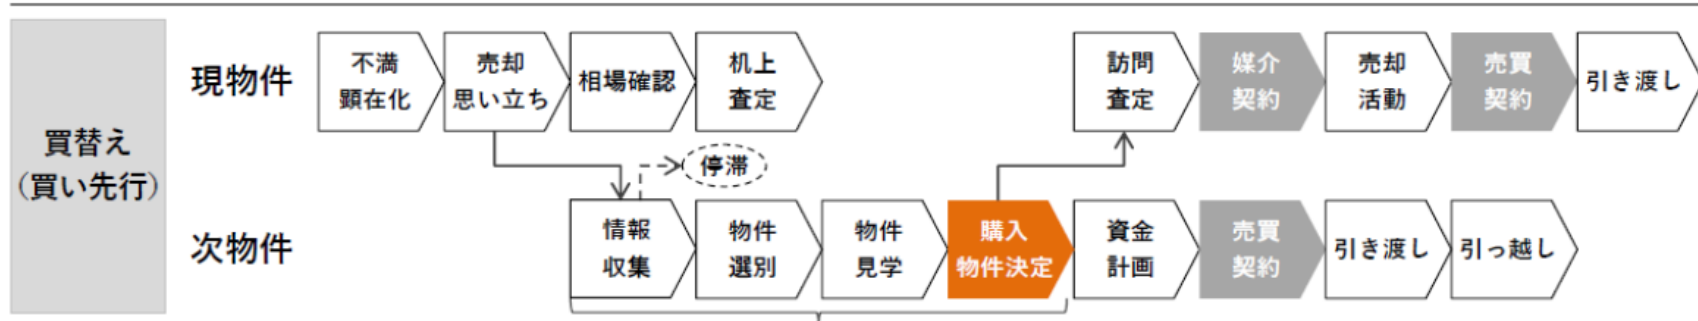 買替え
(買い先行)
現物件
不満
顕在化
売却
思い立ち
相場確認
机上
査定
訪問
査定
媒介
契約
売却
活動
売買
契約
引き渡し
停滞
次物件
情報
収集
物件
選別
物件
見学
購入
物件決定
資金
計画
売買
契約
引き渡し
引っ越し